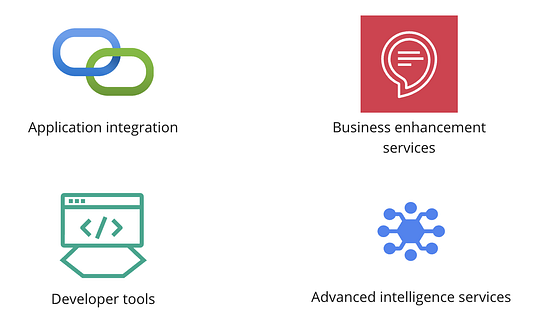 Application integration
Business enhancement
services
Developer tools
Advanced intelligence services